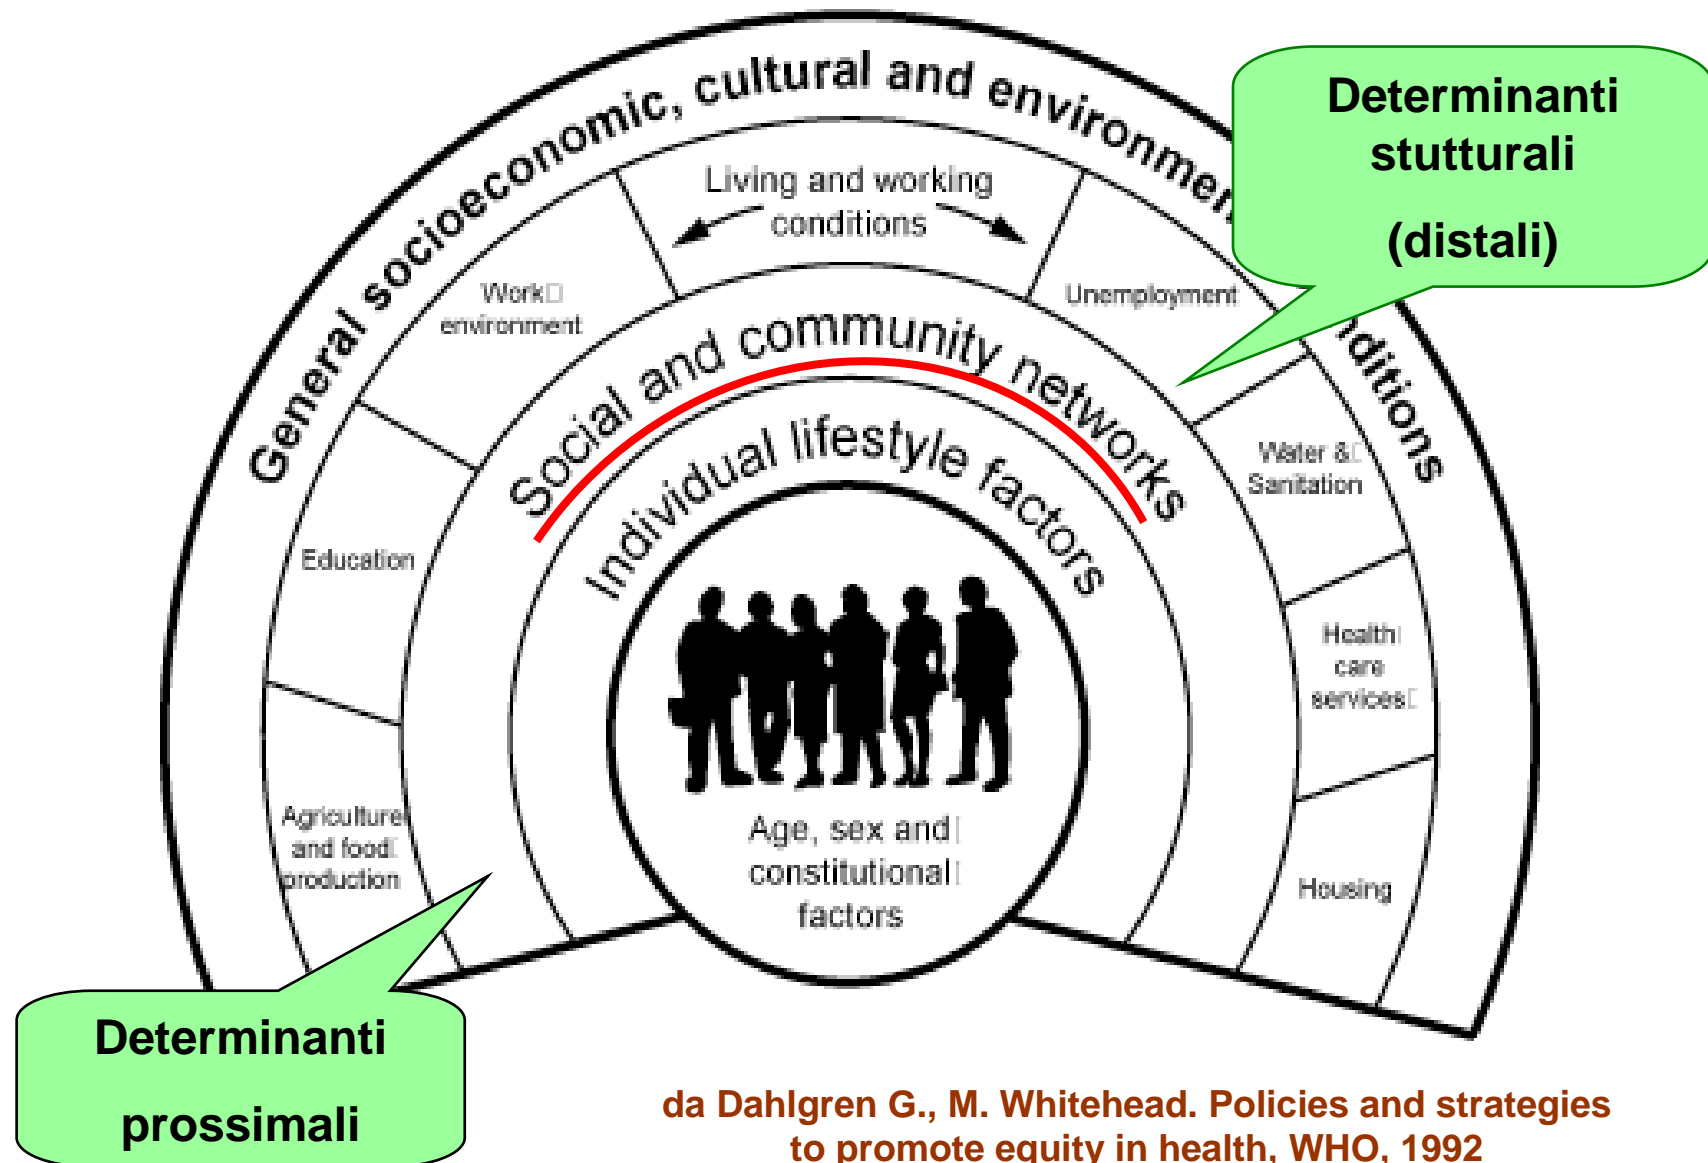 General socioeconomic, cultural and environmen
nditions
Determinanti
stutturali
(distali)
Living and working
conditions
Work
environment
Unemployment
Social and community networks
Education
Individual lifestyle factors
Water &
Sanitation
Health
care
services
Agriculture
and food
production
Age, sex and
constitutional
factors
Housing
Determinanti
prossimali
da Dahlgren G., M. Whitehead. Policies and strategies
to promote equity in health, WHO, 1992